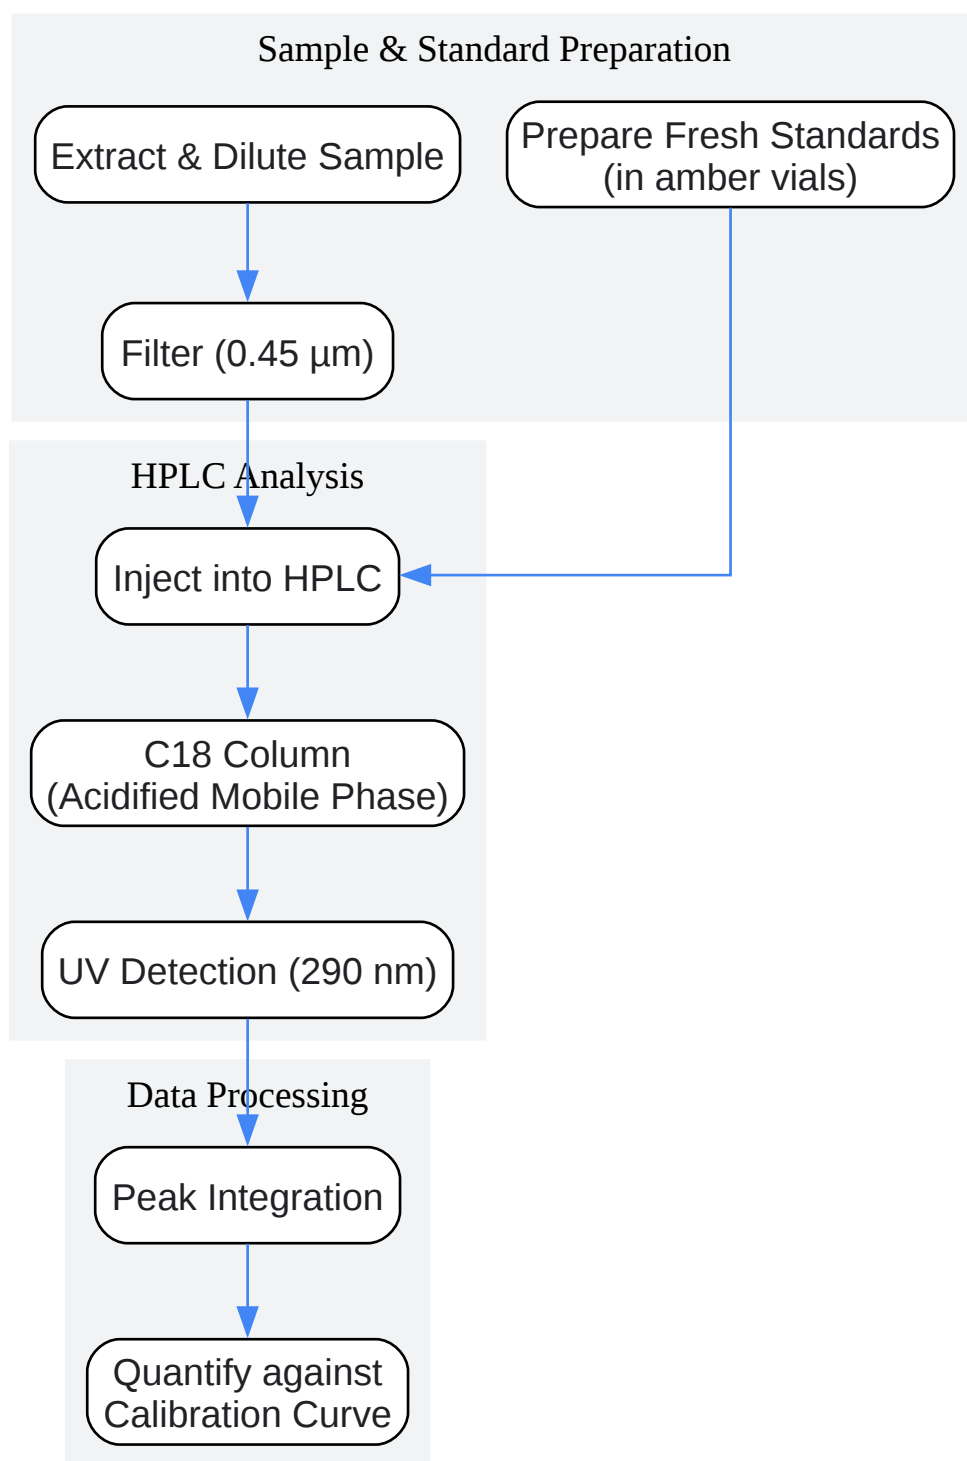 Sample & Standard Preparation
Extract & Dilute Sample
Prepare Fresh Standards
(in amber vials)
Filter (0.45 µm)
HPLC Analysis
Inject into HPLC
C18 Column
(Acidified Mobile Phase)
UV Detection (290 nm)
Data Processing
Peak Integration
Quantify against
Calibration Curve